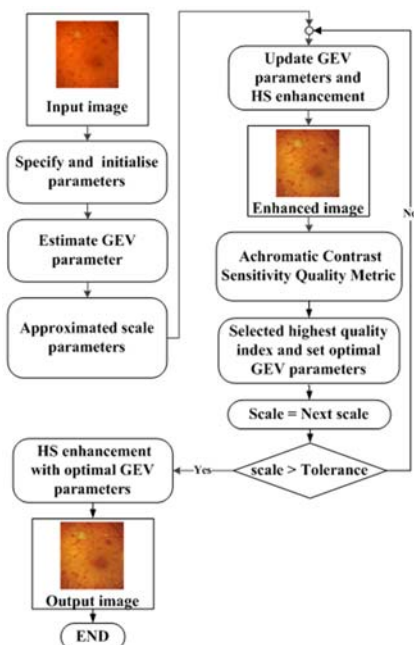 Input image
Specify and initialise
parameters
Estimate GEV
parameter
Approximated scale
parameters
Update GEV
parameters and
HS enhancement
Enhanced image
Achromatic Contrast
Sensitivity Quality Metric
Selected highest quality
index and set optimal
GEV parameters
Scale = Next scale
scale > Tolerance
Yes
HS enhancement
with optimal GEV
parameters
Output image
END